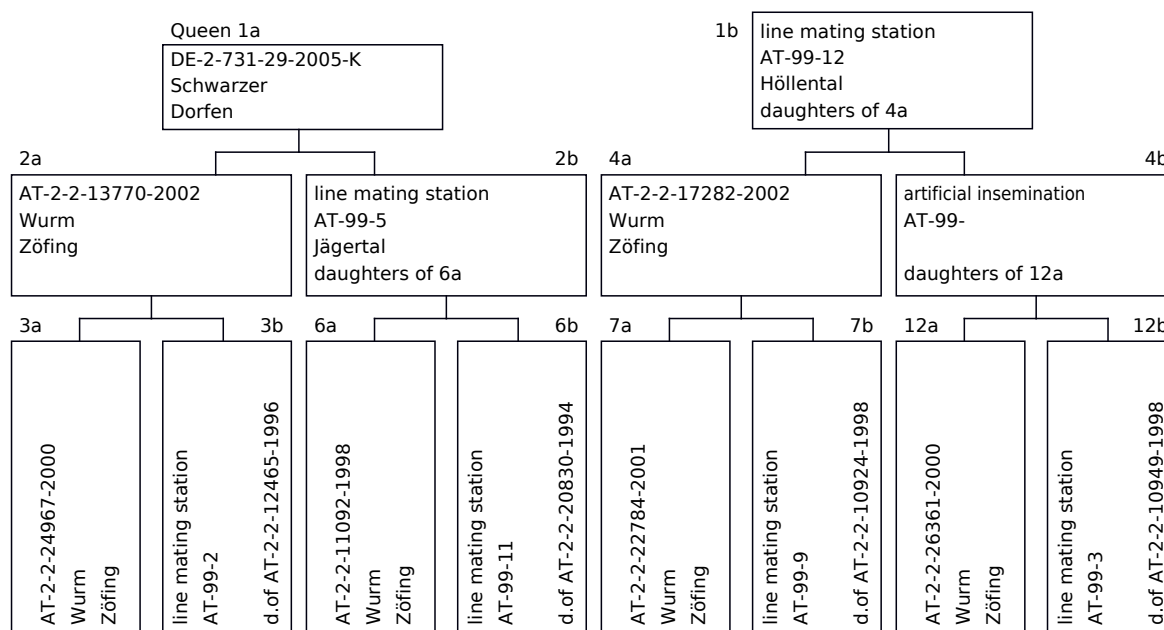 Queen 1a
DE-2-731-29-2005-K
Schwarzer
Dorfen
1b
line mating station
AT-99-12
Höllental
daughters of 4a
2a
AT-2-2-13770-2002
Wurm
Zöfing
2b
line mating station
AT-99-5
Jägertal
daughters of 6a
4a
AT-2-2-17282-2002
Wurm
Zöfing
4b
artificial insemination
AT-99-
daughters of 12a
3a
AT-2-2-24967-2000
Wurm
Zöfing
3b
line mating station
AT-99-2
d.of AT-2-2-12465-1996
6a
AT-2-2-11092-1998
Wurm
Zöfing
6b
line mating station
AT-99-11
d.of AT-2-2-20830-1994
7a
AT-2-2-22784-2001
Wurm
Zöfing
7b
line mating station
AT-99-9
d.of AT-2-2-10924-1998
12a
AT-2-2-26361-2000
Wurm
Zöfing
12b
line mating station
AT-99-3
d.of AT-2-2-10949-1998